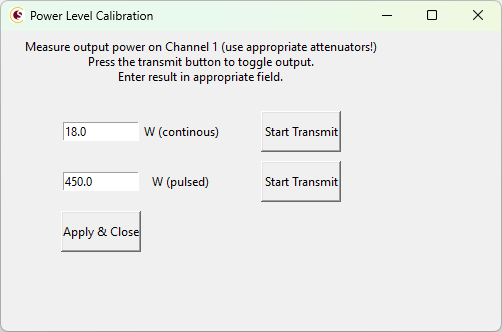 Power Level Calibration
Measure output power on Channel 1 (use appropriate attenuators!)
Press the transmit button to toggle output.
Enter result in appropriate field.
18.0 W (continous) Start Transmit
450.0 W (pulsed) Start Transmit
Apply & Close